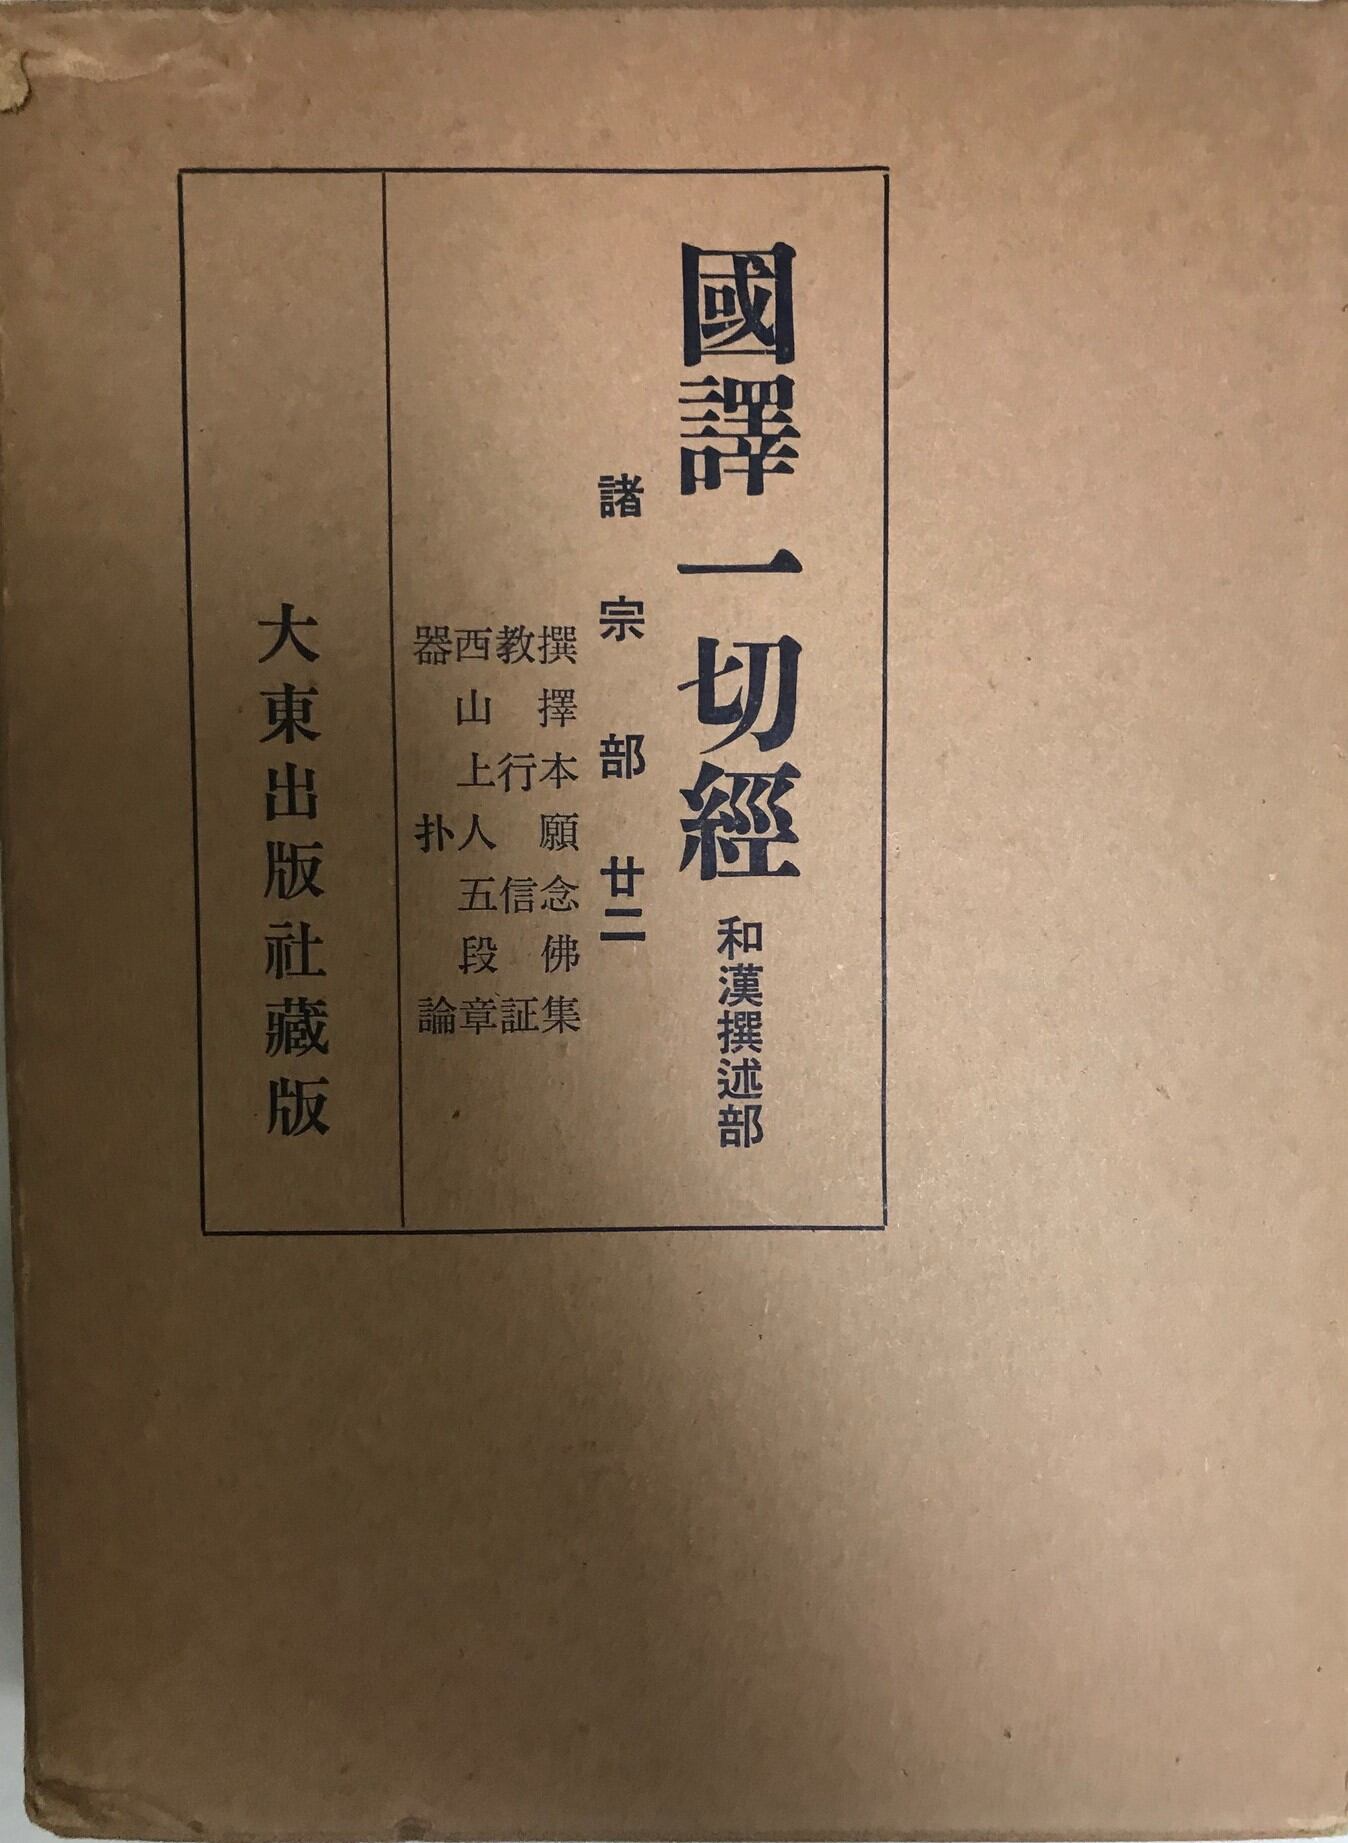 國譯一切經 和漢撰述部
諸宗部廿二
撰擇本願念佛集
教行信証
西山上人五段章
器朴論
大東出版社藏版